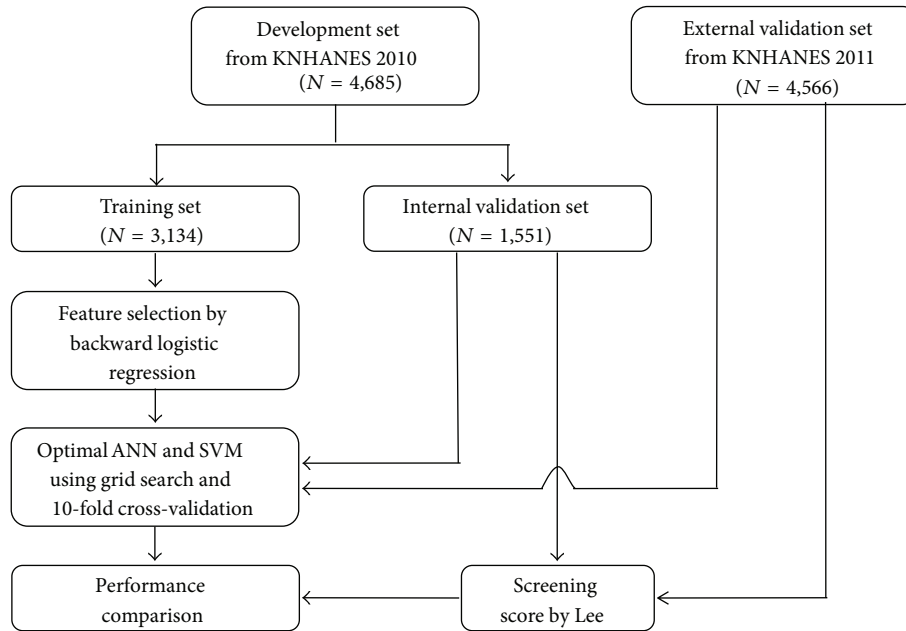 Development set
from KNHANES 2010
(N = 4,685)
External validation set
from KNHANES 2011
(N = 4,566)
Training set
(N = 3,134)
Internal validation set
(N = 1,551)
Feature selection by
backward logistic
regression
Optimal ANN and SVM
using grid search and
10-fold cross-validation
Performance
comparison
Screening
score by Lee